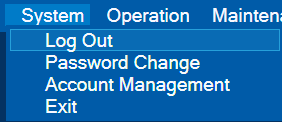 System Operation
Log Out
Password Change
Account Management
Exit